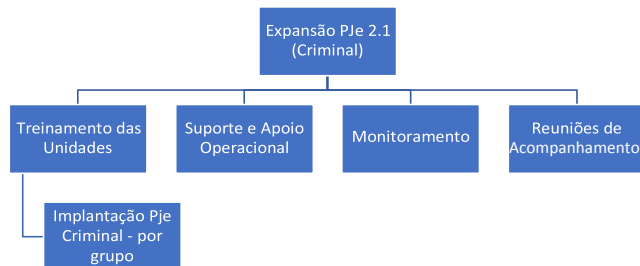 Expansão PJe 2.1
(Criminal)
Treinamento das
Unidades
Suporte e Apoio
Operacional
Monitoramento
Reuniões de
Acompanhamento
Implantação Pje
Criminal - por
grupo